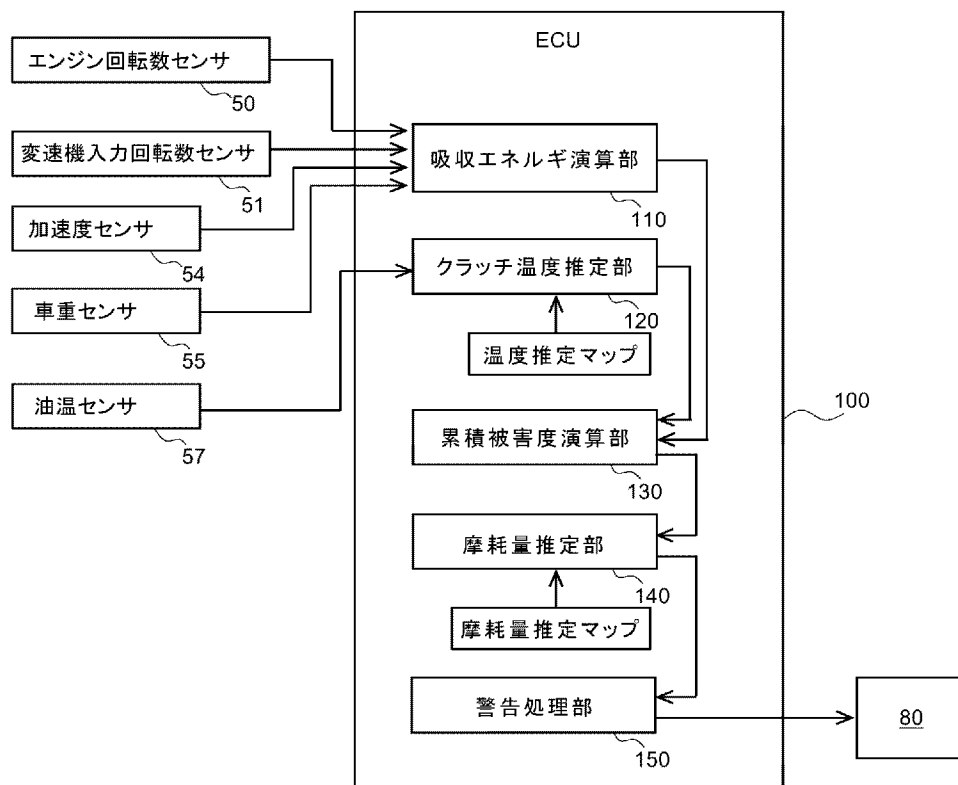 ECU
エンジン回転数センサ
50
変速機入力回転数センサ
51
加速度センサ
54
車重センサ
55
油温センサ
57
吸収エネルギ演算部
110
クラッチ温度推定部
120
温度推定マップ
100
累積被害度演算部
130
摩耗量推定部
140
摩耗量推定マップ
警告処理部
150
80